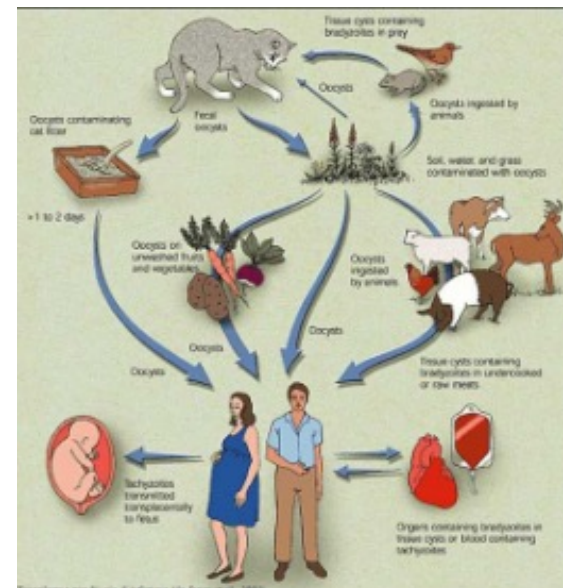 Tissue cysts containing
bradyzoites in prey
Oocysts
Oocysts ingested by
animals
Fecal
oocysts
Oocysts contaminating
cat litter
>1 to 2 days
Soil, water, and grass
contaminated with oocysts
Oocysts on
unwashed fruits
and vegetables
Oocysts
ingested
by animals
Oocysts
Oocysts
Oocysts
Tissue cysts containing
bradyzoites in undercooked
or raw meats
Tachyzoites
transmitted
transplacentally
to fetus
Organs containing bradyzoites in
tissue cysts or blood containing
tachyzoites